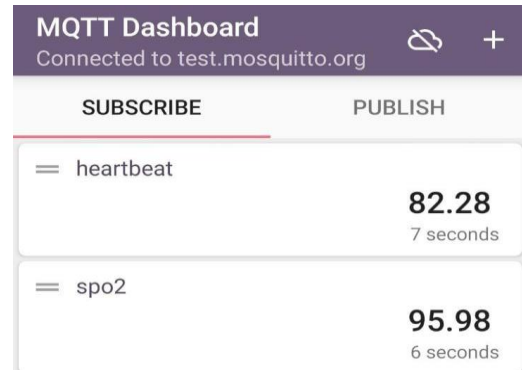 MQTT Dashboard
Connected to test.mosquitto.org
SUBSCRIBE PUBLISH
heartbeat
82.28
7 seconds
spo2
95.98
6 seconds